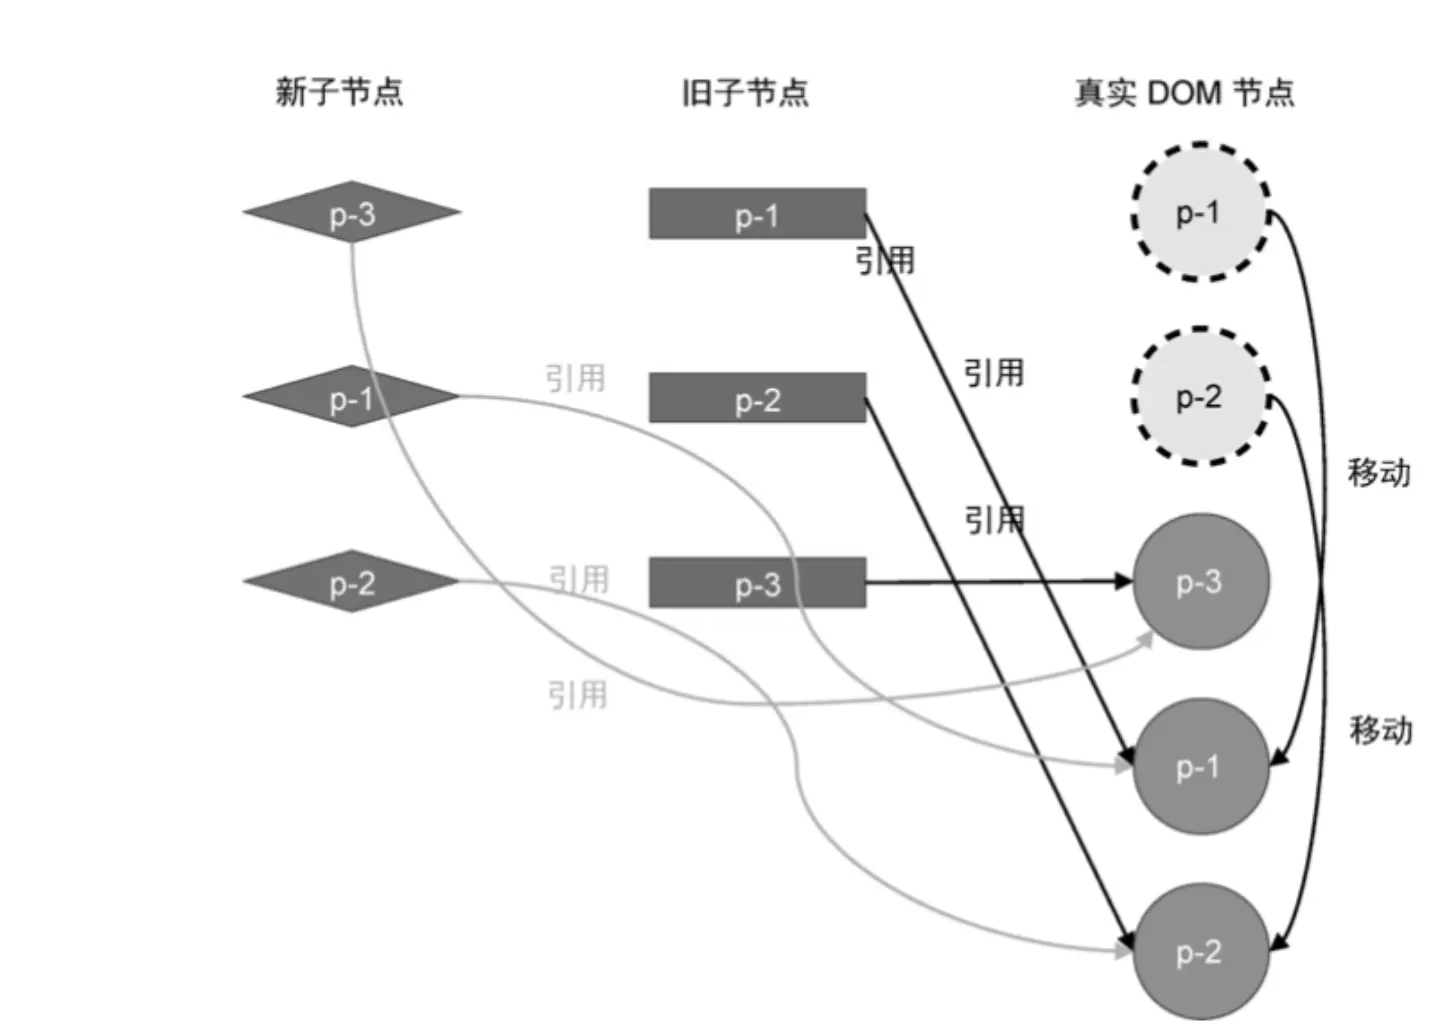 新子节点 旧子节点 真实 DOM 节点
p-3 p-1 p-1
引用
引用 引用
p-1 p-2 p-2
移动
引用
p-2 引用 p-3 p-3
引用
移动
p-1
p-2